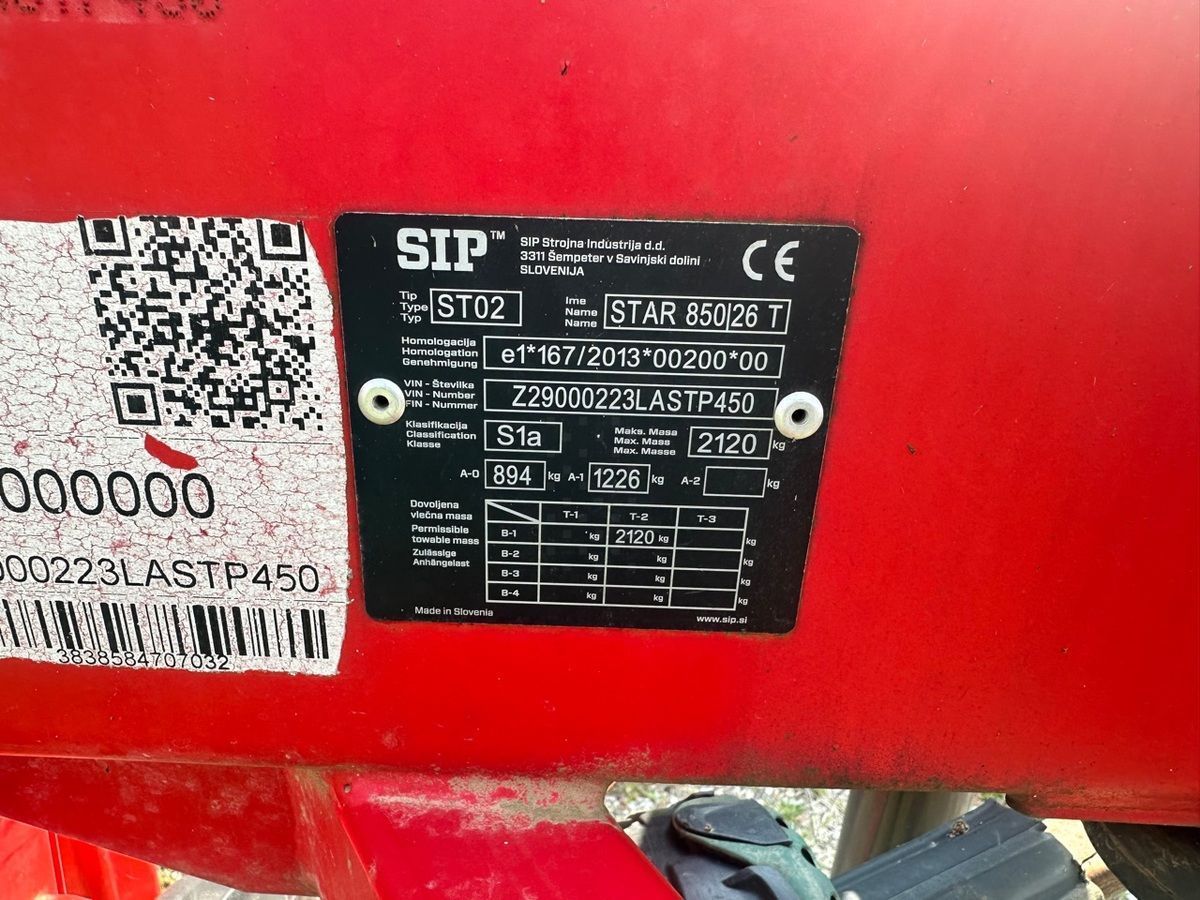 SIP™
SIP Strojna Industrija d.d.
3311 Šempeter v Savinjski dolini
SLOVENIJA
CE
Tip
Type
Typ
ST02
Ime
Name
Name
STAR 850|26 T
Homologacija
Homologation
Genehmigung
e1*167/2013*00200*00
VIN - Številka
VIN - Number
FIN - Nummer
Z29000223LASTP450
Klasifikacija
Classification
Klasse
S1a
Maks. Masa
Max. Mass
Max. Masse
2120 kg
A-0 894 kg A-1 1226 kg A-2 kg
Dovoljena
vlečna masa
Permissible
towable mass
Zulässige
Anhängelast
T-1 T-2 T-3
B-1 kg 2120 kg kg
B-2 kg kg kg
B-3 kg kg kg
B-4 kg kg kg
Made in Slovenia
www.sip.si
000000
00223LASTP450
3838584707032